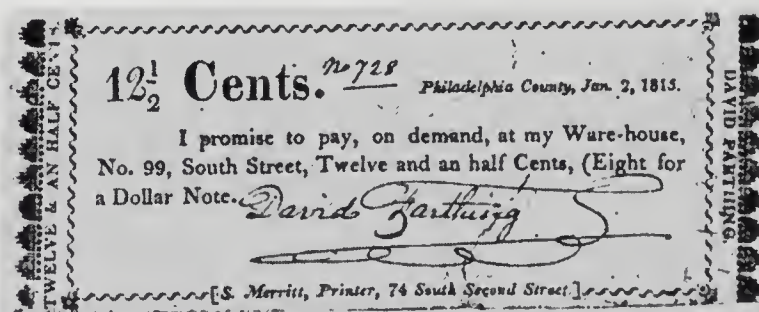 TWELVE & AN HALF CENTS.
12½ Cents. No 728
Philadelphia County, Jan. 2, 1815.
I promise to pay, on demand, at my Ware-house,
No. 99, South Street, Twelve and an half Cents, (Eight for
a Dollar Note. David Farthing
[S. Merritt, Printer, 74 South Second Street.]
DAVID FARTHING.